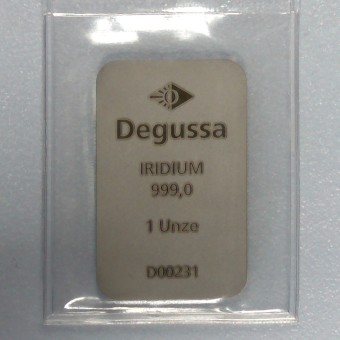 Degussa
IRIDIUM
999,0
1 Unze
D00231